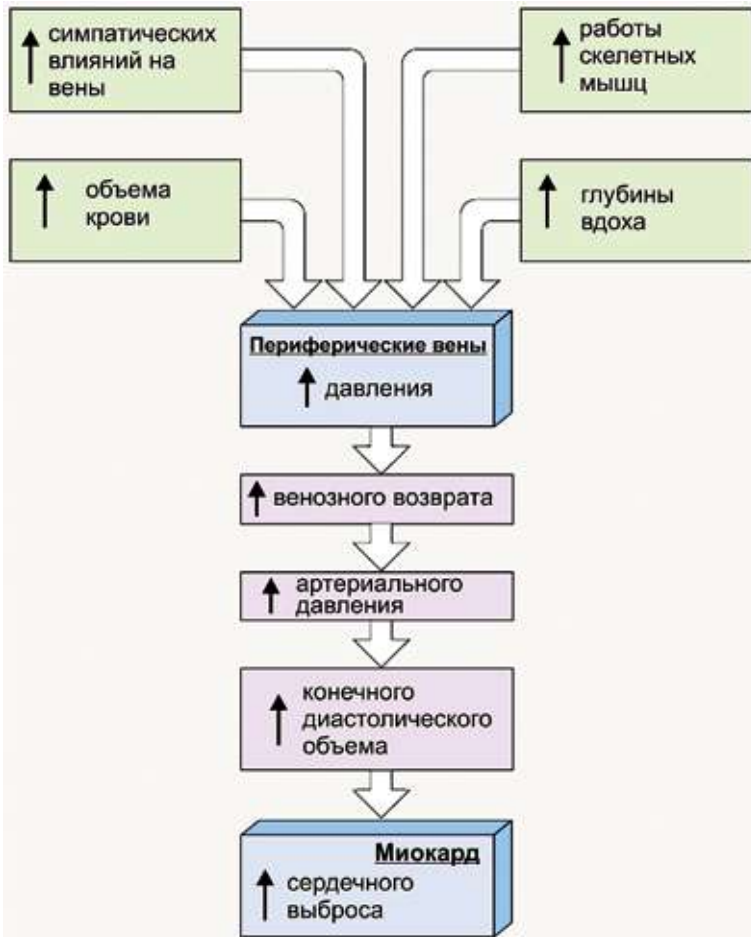 симпатических
влияний на
вены
работы
скелетных
мышц
объема
крови
глубины
вдоха
Периферические вены
давления
венозного возврата
артериального
давления
конечного
диастолического
объема
Миокард
сердечного
выброса